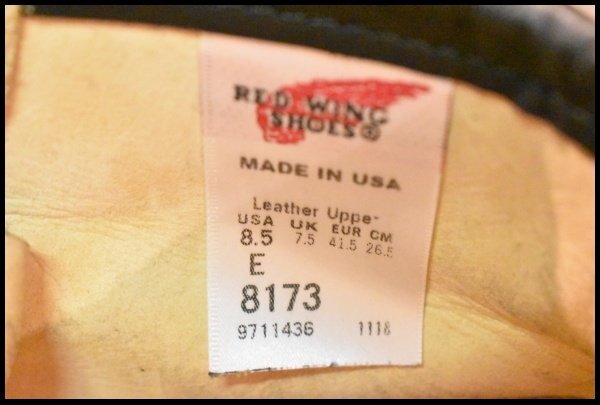 RED WING
SHOES®
MADE IN USA
Leather Upper
USA UK EUR CM
8.5 7.5 41.5 26.5
E
8173
9711436 1118